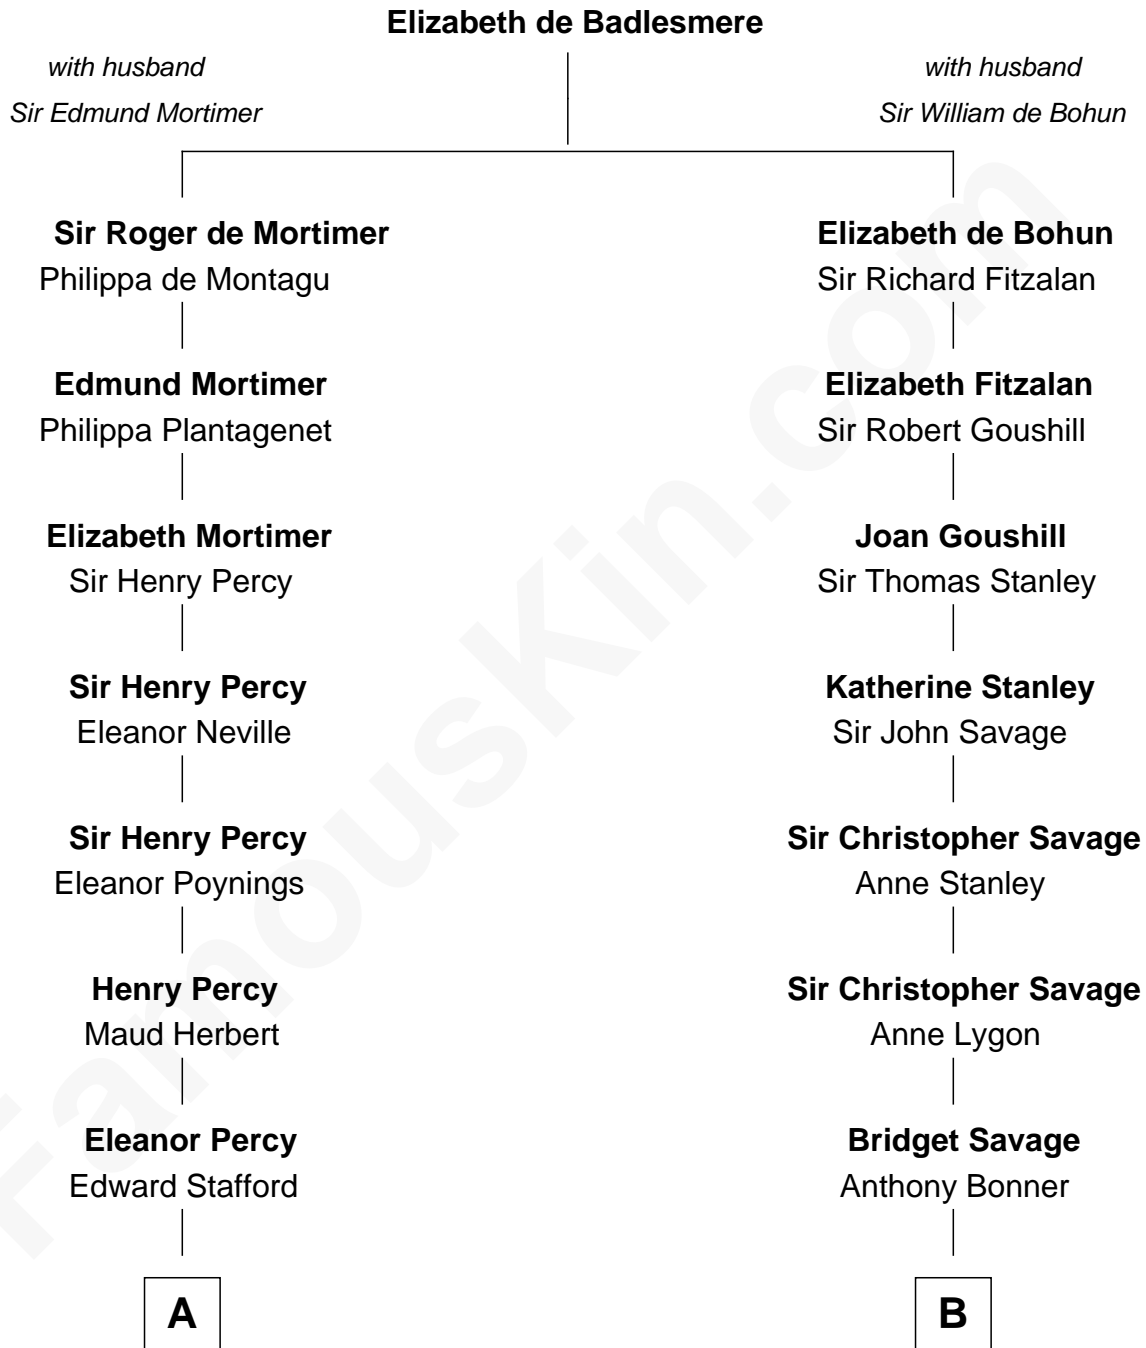 Elizabeth de Badlesmere
with husband
Sir Edmund Mortimer
with husband
Sir William de Bohun
Sir Roger de Mortimer
Philippa de Montagu
Elizabeth de Bohun
Sir Richard Fitzalan
Edmund Mortimer
Philippa Plantagenet
Elizabeth Fitzalan
Sir Robert Goushill
Elizabeth Mortimer
Sir Henry Percy
Joan Goushill
Sir Thomas Stanley
Sir Henry Percy
Eleanor Neville
Katherine Stanley
Sir John Savage
Sir Henry Percy
Eleanor Poynings
Sir Christopher Savage
Anne Stanley
Henry Percy
Maud Herbert
Sir Christopher Savage
Anne Lygon
Eleanor Percy
Edward Stafford
Bridget Savage
Anthony Bonner
A
B
FamousKin.com